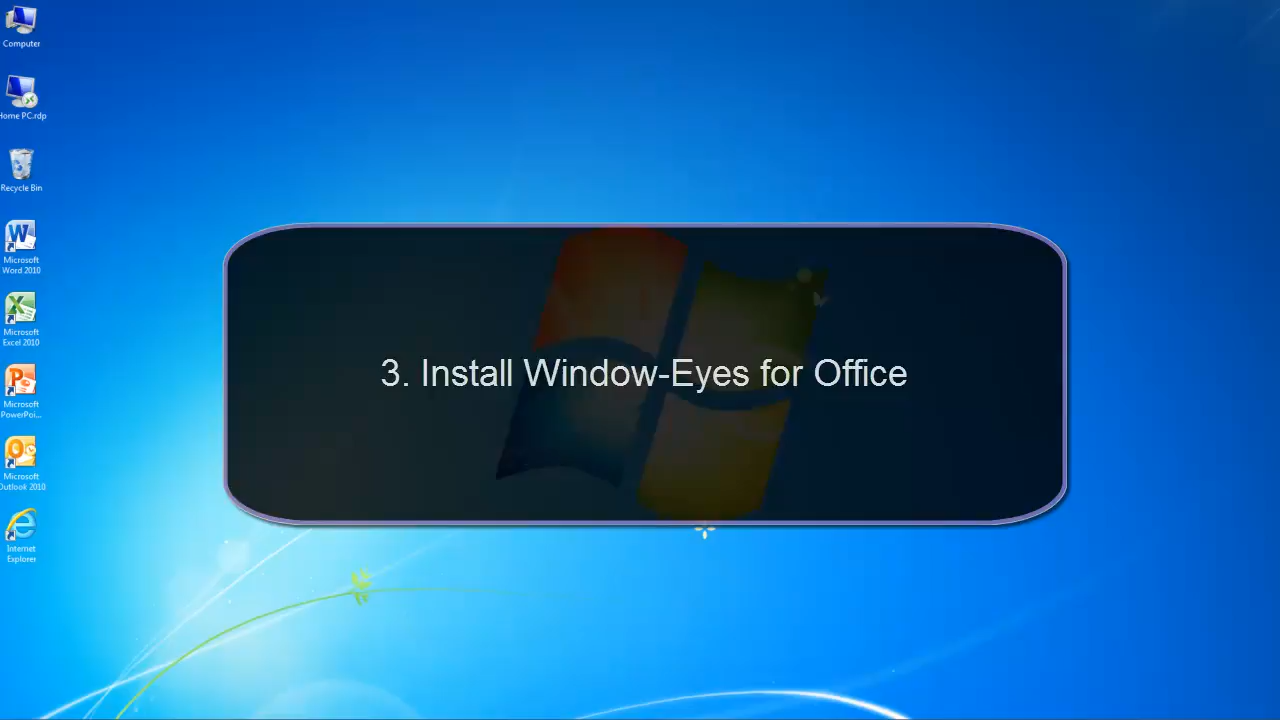 Computer
Home PC.rdp
Recycle Bin
Microsoft
Word 2010
Microsoft
Excel 2010
Microsoft
PowerPoi...
Microsoft
Outlook 2010
Internet
Explorer
3. Install Window-Eyes for Office